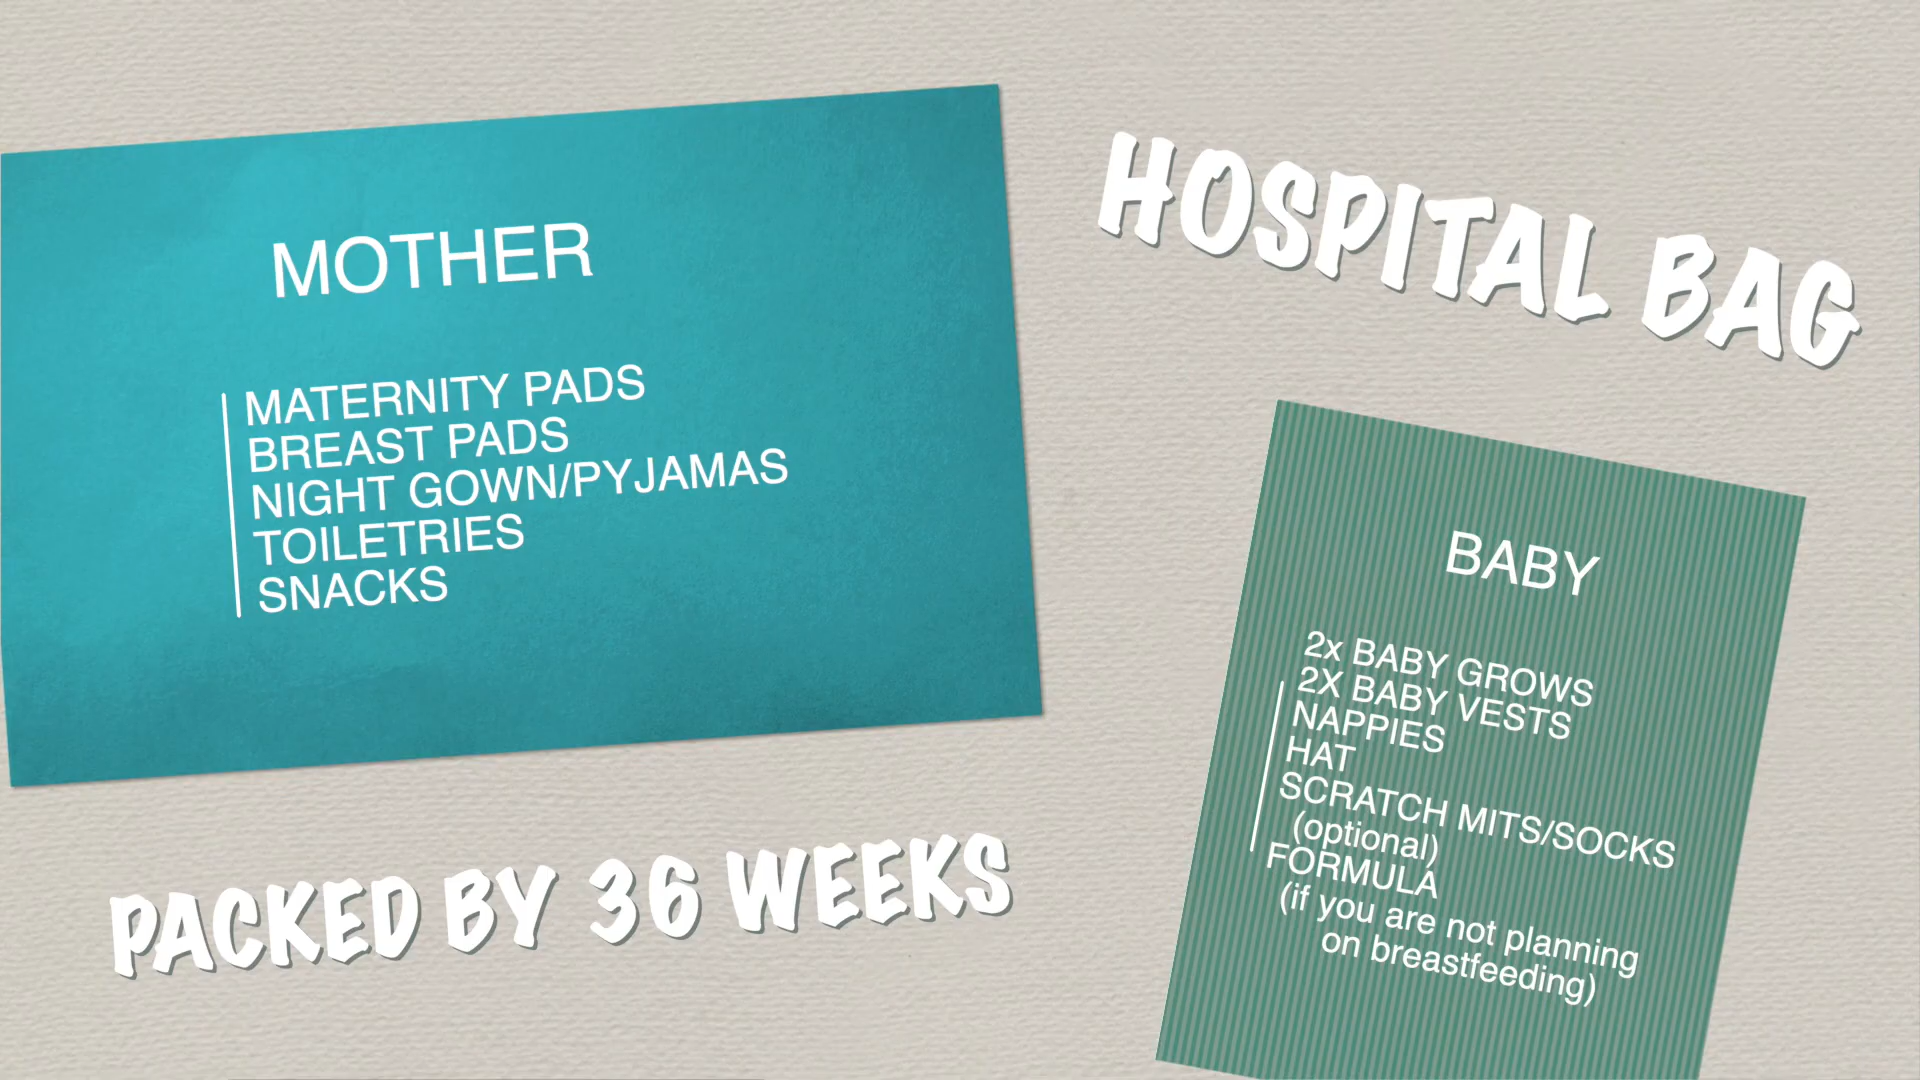 HOSPITAL BAG
MOTHER
MATERNITY PADS
BREAST PADS
NIGHT GOWN/PYJAMAS
TOILETRIES
SNACKS
BABY
2x BABY GROWS
2X BABY VESTS
NAPPIES
HAT
SCRATCH MITS/SOCKS
(optional)
FORMULA
(if you are not planning
on breastfeeding)
PACKED BY 36 WEEKS